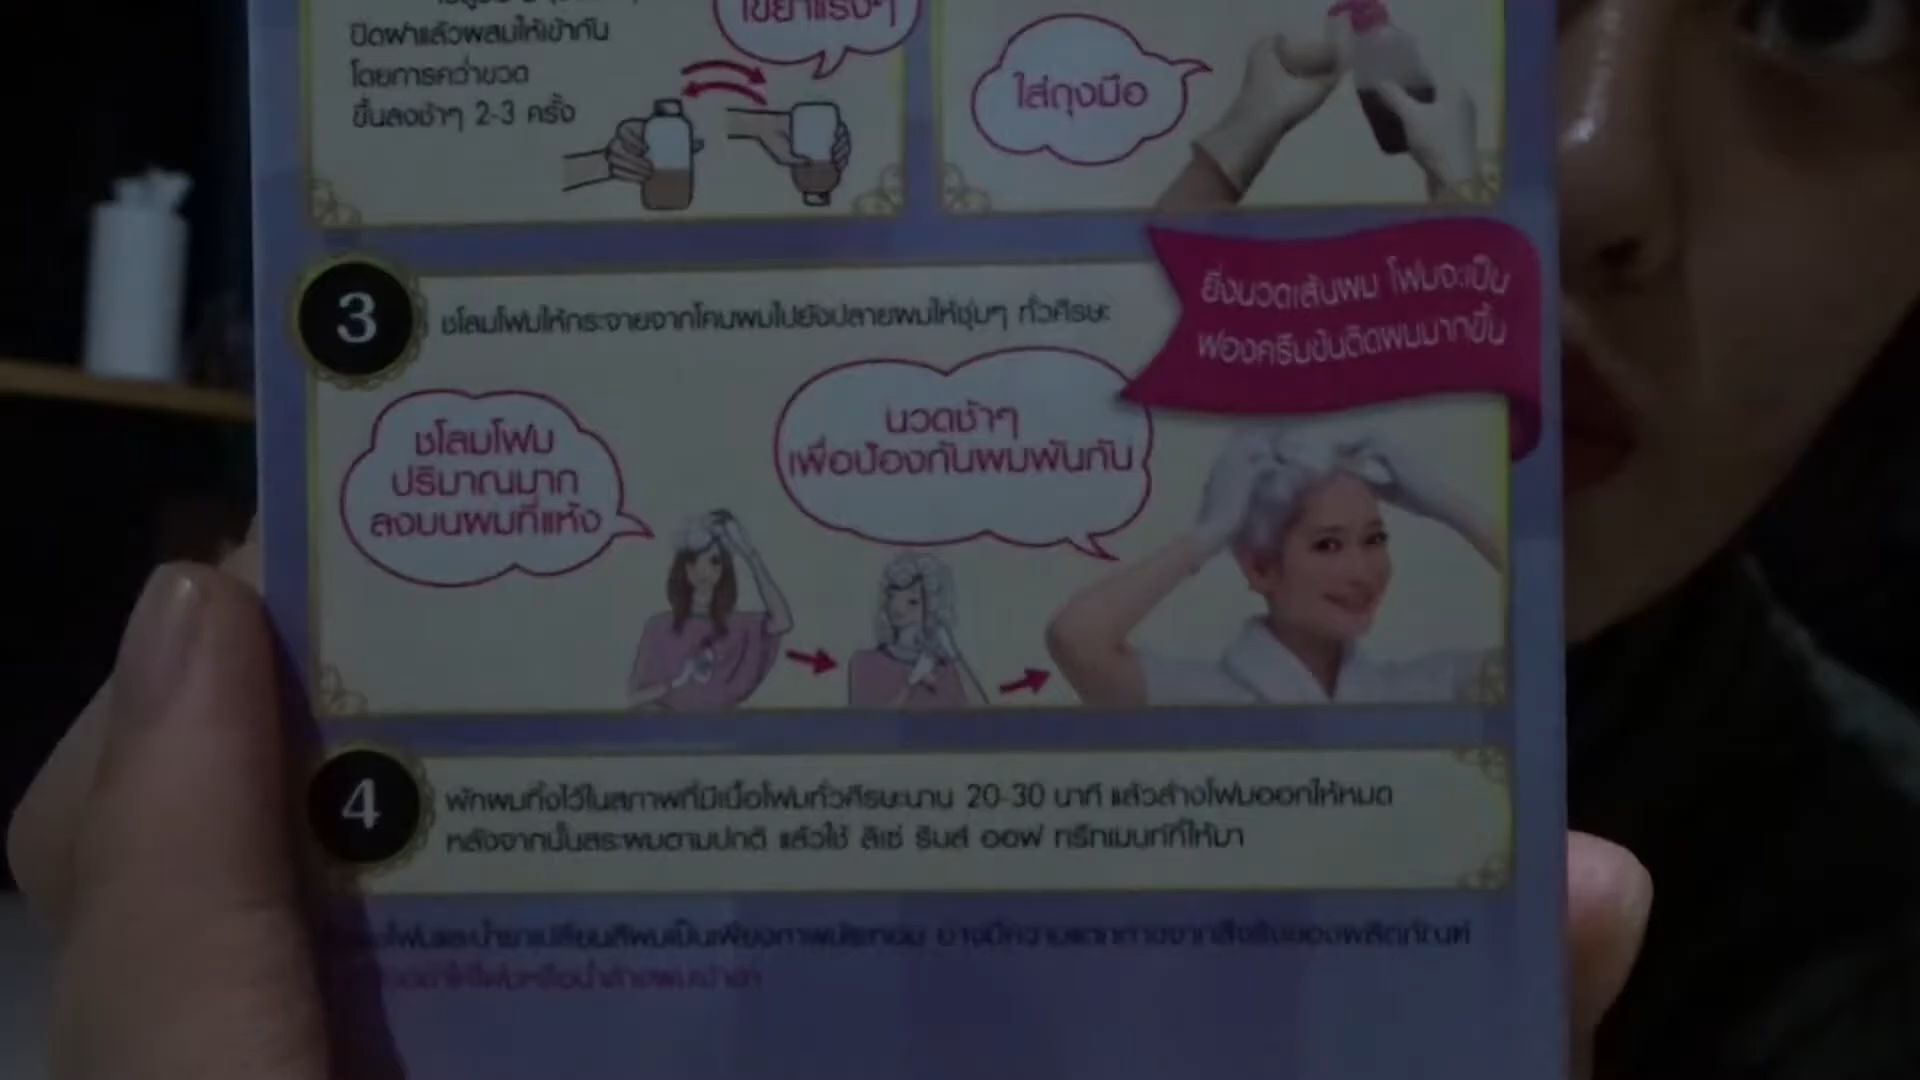 ปิดฝาแล้วผสมให้เข้ากัน
โดยการคว่ำขวด
ขึ้นลงช้าๆ 2-3 ครั้ง
ใส่ถุงมือ
3
ชโลมโฟมให้กระจายจากโคนผมไปยังปลายผมให้ชุ่มๆ ทั่วศีรษะ
ยิ่งนวดเส้นผม โฟมจะเป็น
ฟองครีมข้นติดผมมากขึ้น
ชโลมโฟม
ปริมาณมาก
ลงบนผมที่แห้ง
นวดช้าๆ
เพื่อป้องกันผมพันกัน
4
พักผมทิ้งไว้ในสภาพที่มีเนื้อโฟมทั่วศีรษะนาน 20-30 นาที แล้วล้างโฟมออกให้หมด
หลังจากนั้นสระผมตามปกติ แล้วใช้ ลิเซ่ รินส์ ออฟ ทรีทเมนท์ที่ให้มา